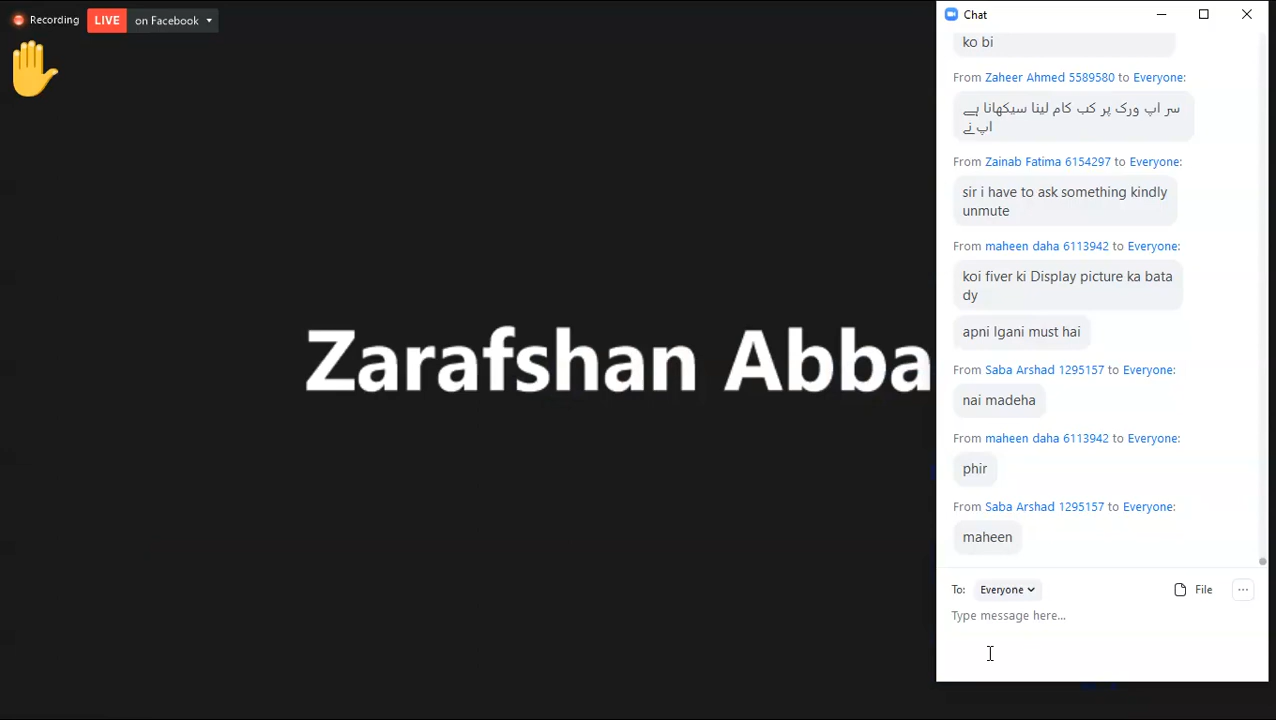 Recording
LIVE on Facebook
Zarafshan Abba
Chat
ko bi
From Zaheer Ahmed 5589580 to Everyone:
سر اپ ورک پر کب کام لینا سیکھانا ہے
اپ نے
From Zainab Fatima 6154297 to Everyone:
sir i have to ask something kindly
unmute
From maheen daha 6113942 to Everyone:
koi fiver ki Display picture ka bata
dy
apni lgani must hai
From Saba Arshad 1295157 to Everyone:
nai madeha
From maheen daha 6113942 to Everyone:
phir
From Saba Arshad 1295157 to Everyone:
maheen
To: Everyone
File
Type message here...